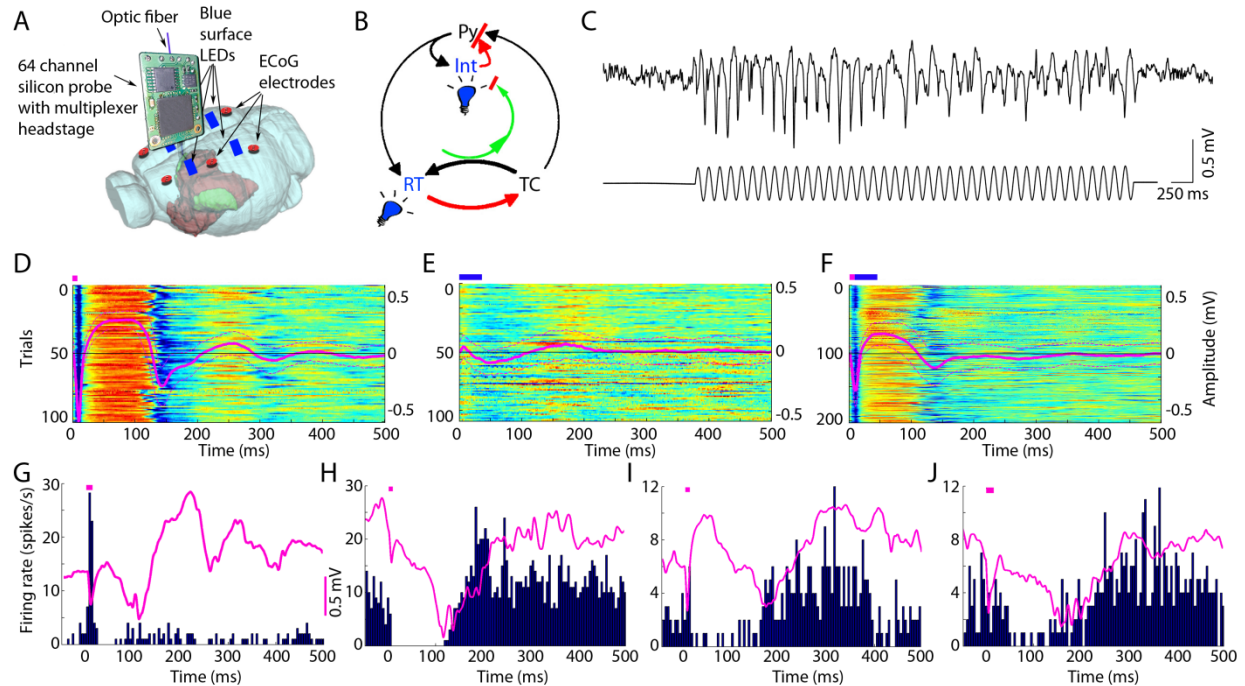 A
Optic fiber
Blue
surface
LEDs
64 channel
silicon probe
with multiplexer
headstage
ECoG
electrodes
B
Py
Int
RT
TC
C
0.5 mV
250 ms
D
Trials
0
50
100
0.5
0
-0.5
0 100 200 300 400 500
Time (ms)
E
0
50
100
0.5
0
-0.5
0 100 200 300 400 500
Time (ms)
F
0
100
200
0.5
0
-0.5
Amplitude (mV)
0 100 200 300 400 500
Time (ms)
G
Firing rate (spikes/s)
30
20
10
0
0.5 mV
0 100 200 300 400 500
Time (ms)
H
30
20
10
0
0 100 200 300 400 500
Time (ms)
I
12
8
4
0
0 100 200 300 400 500
Time (ms)
J
12
8
4
0
0 100 200 300 400 500
Time (ms)